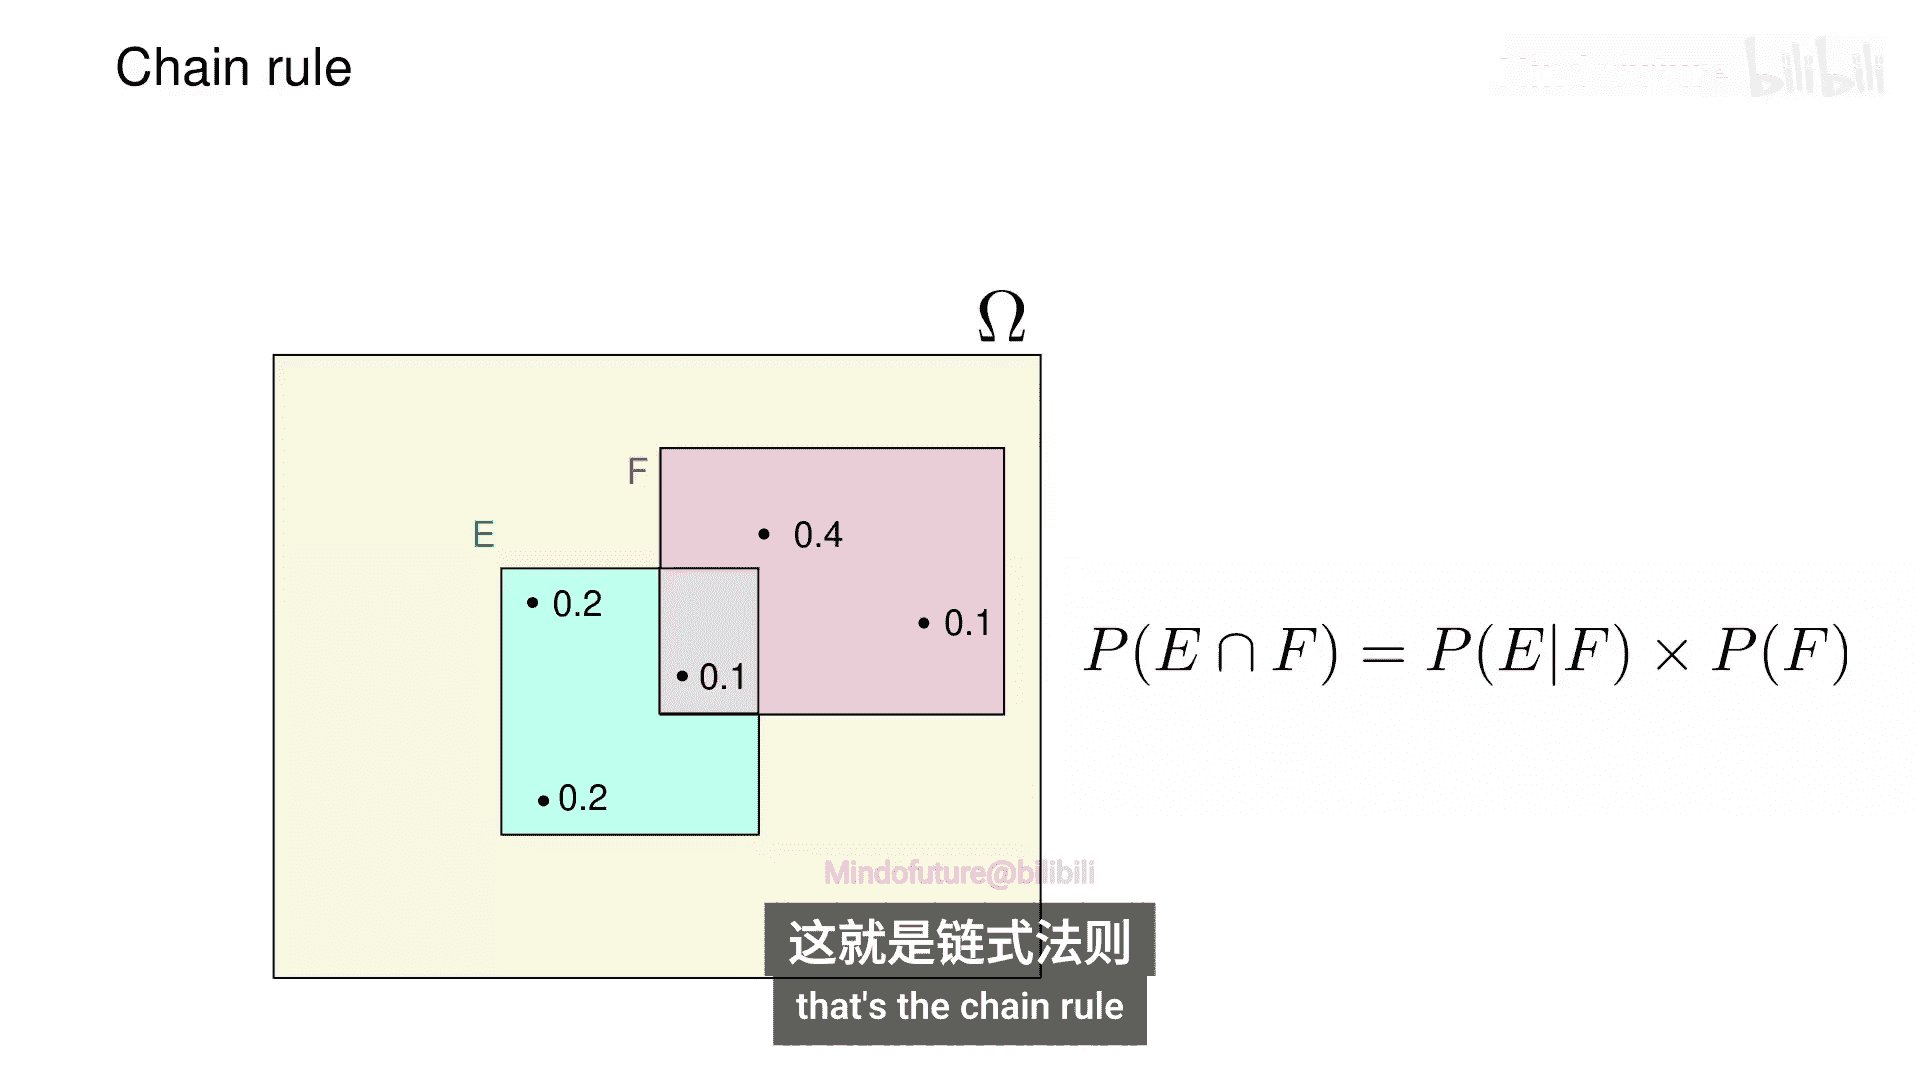 Chain rule
bilibili
Ω
F
E
0.4
0.2
0.1
0.1
0.2
P(E ∩ F) = P(E|F) × P(F)
Mindofuture@bilibili
这就是链式法则
that's the chain rule